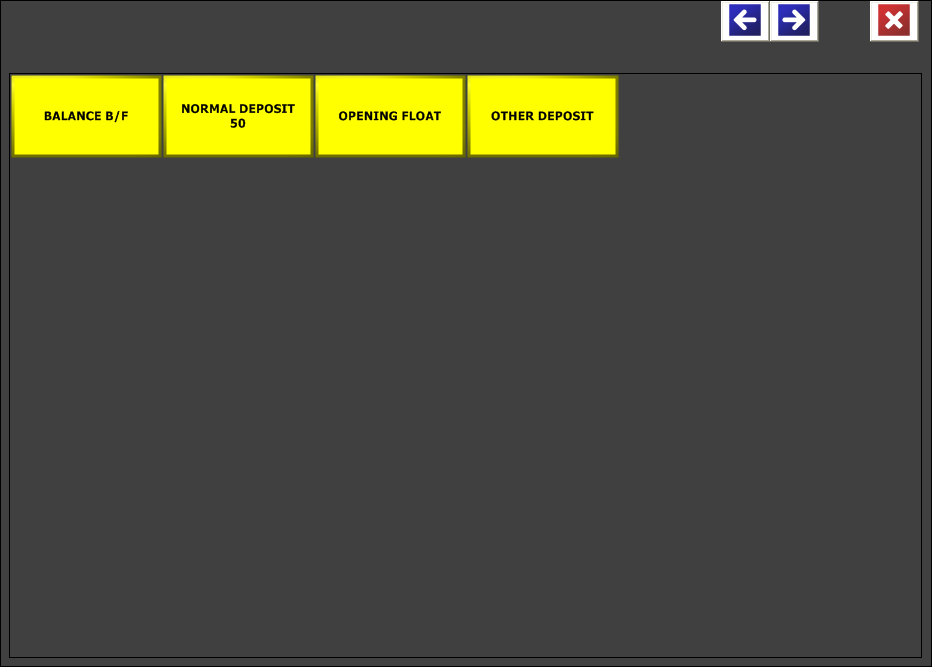 BALANCE B/F
NORMAL DEPOSIT
50
OPENING FLOAT
OTHER DEPOSIT